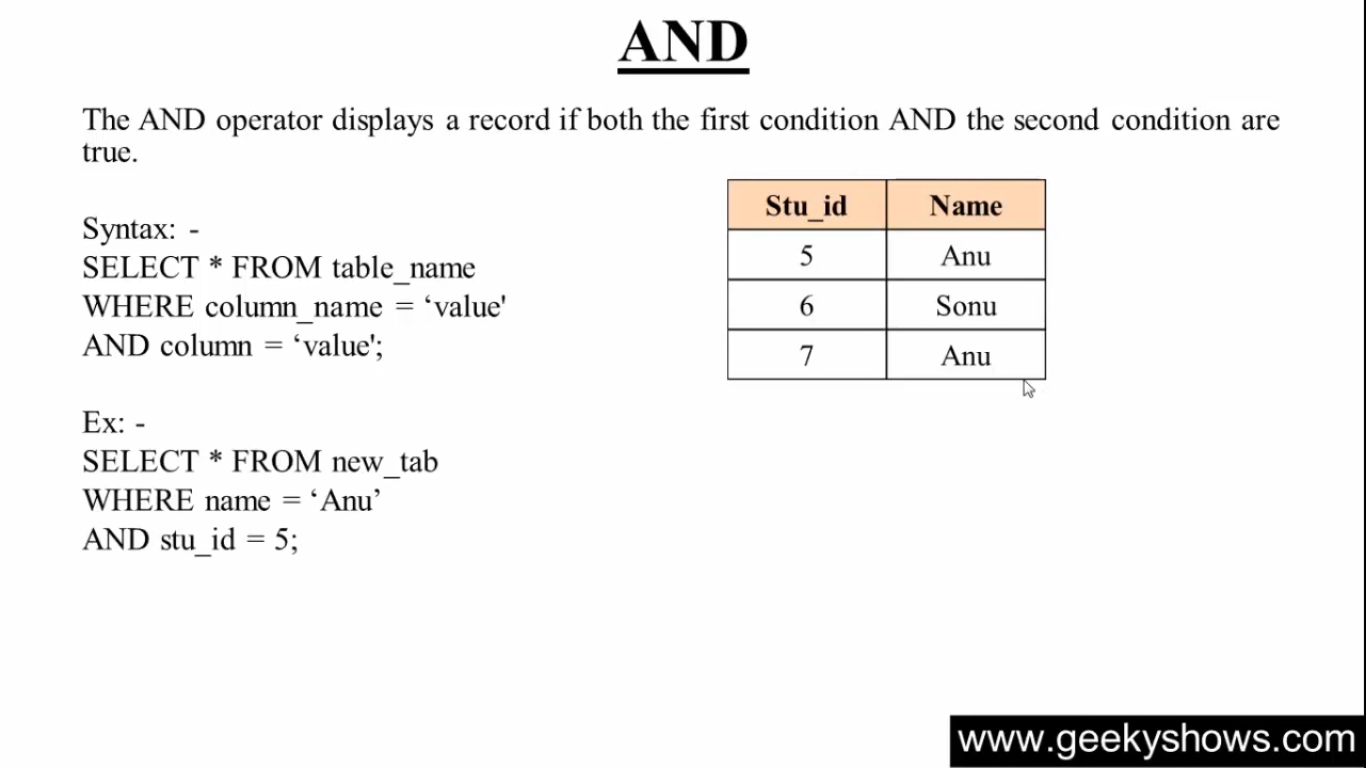 AND
The AND operator displays a record if both the first condition AND the second condition are
true.
Syntax: -
SELECT * FROM table_name
WHERE column_name = ‘value'
AND column = ‘value';
Ex: -
SELECT * FROM new_tab
WHERE name = ‘Anu’
AND stu_id = 5;
Stu_id Name
5 Anu
6 Sonu
7 Anu
www.geekyshows.com